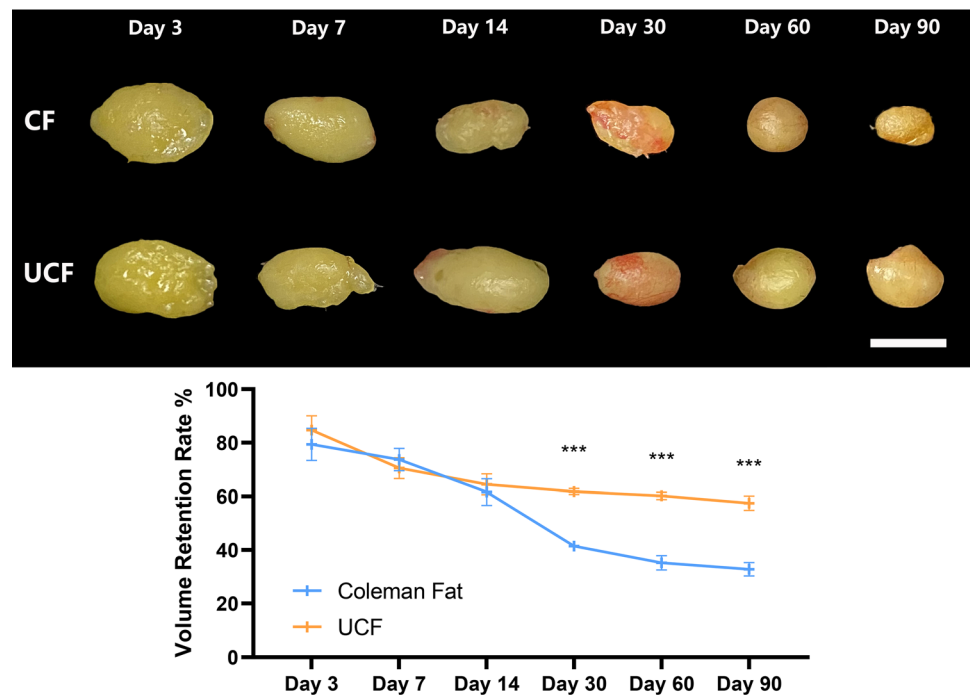 Day 3 Day 7 Day 14 Day 30 Day 60 Day 90
CF
UCF
Volume Retention Rate %
100
80
60
40
20
0
*** *** ***
Coleman Fat
UCF
Day 3 Day 7 Day 14 Day 30 Day 60 Day 90